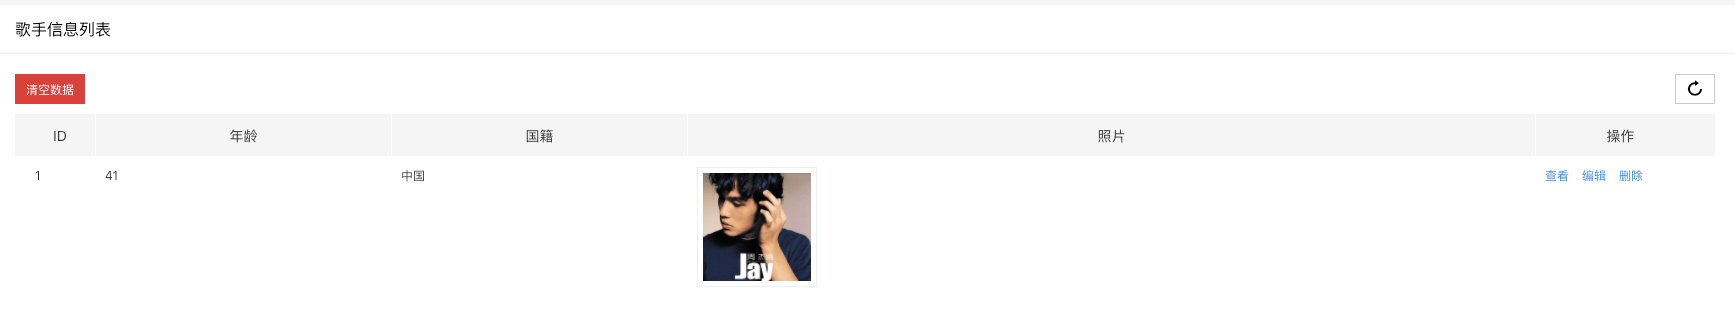 歌手信息列表
清空数据
ID 年龄 国籍 照片 操作
1 41 中国 查看 编辑 删除
周 杰
Jay